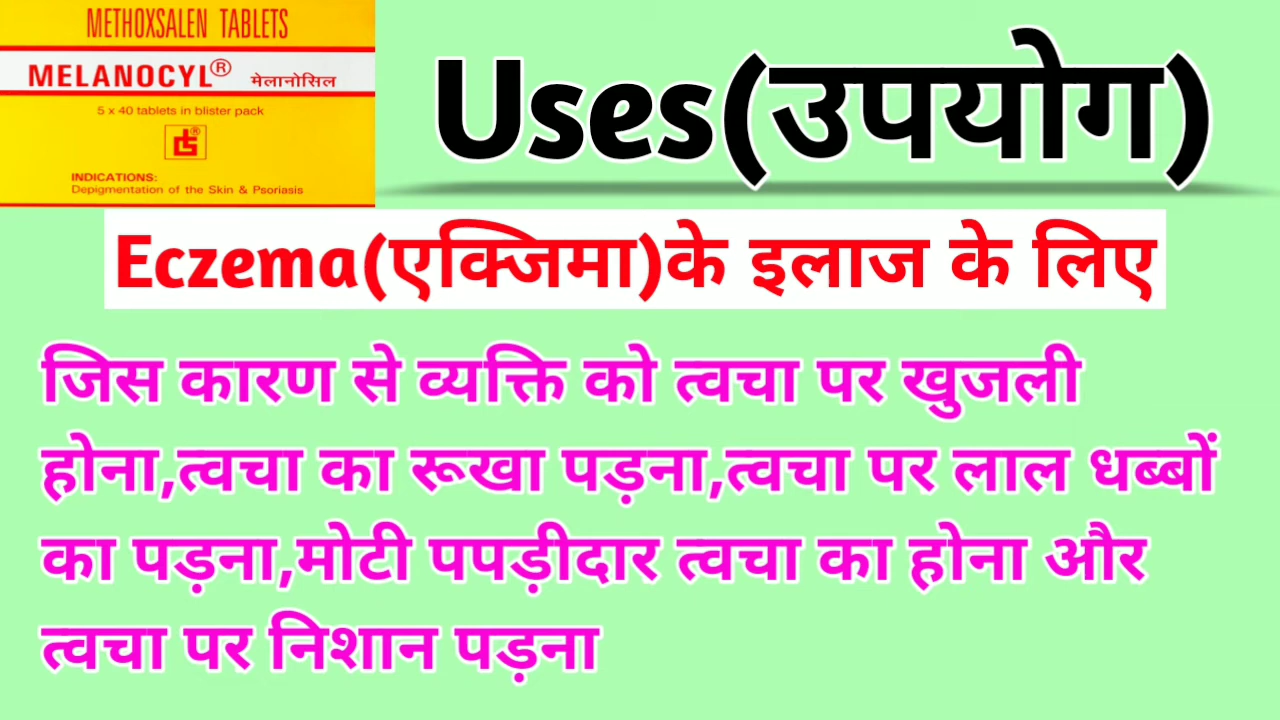 METHOXSALEN TABLETS
MELANOCYL® मेलानोसिल
5 x 40 tablets in blister pack
INDICATIONS:
Depigmentation of the Skin & Psoriasis
Uses(उपयोग)
Eczema(एक्जिमा)के इलाज के लिए
जिस कारण से व्यक्ति को त्वचा पर खुजली
होना,त्वचा का रूखा पड़ना,त्वचा पर लाल धब्बों
का पड़ना,मोटी पपड़ीदार त्वचा का होना और
त्वचा पर निशान पड़ना